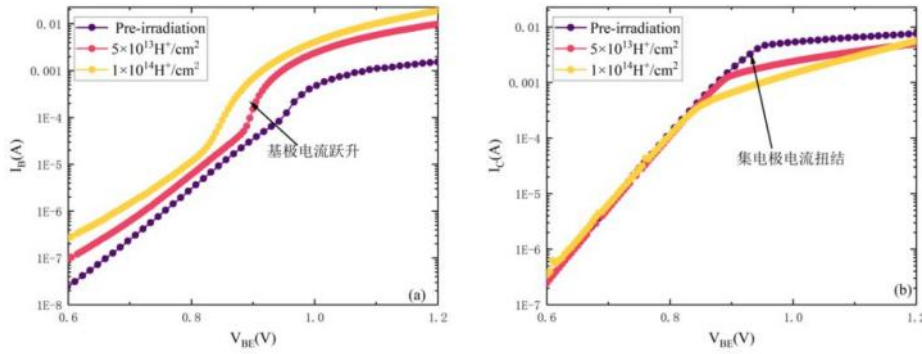 0.01
0.001
1E-4
1E-5
1E-6
1E-7
1E-8
I_B(A)
Pre-irradiation
5×10¹³H⁺/cm²
1×10¹⁴H⁺/cm²
基极电流跃升
(a)
0.6 0.8 1.0 1.2
V_BE(V)
0.01
0.001
1E-4
1E-5
1E-6
1E-7
I_C(A)
Pre-irradiation
5×10¹³H⁺/cm²
1×10¹⁴H⁺/cm²
集电极电流扭结
(b)
0.6 0.8 1.0 1.2
V_BE(V)